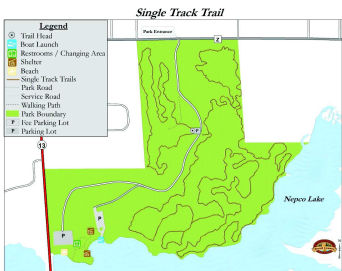 Single Track Trail
Legend
Trail Head
Boat Launch
Restrooms / Changing Area
Shelter
Beach
Single Track Trails
Park Road
Service Road
Walking Path
Park Boundary
P Fee Parking Lot
P Parking Lot
Park Entrance
Z
13
P
Nepco Lake
P
P